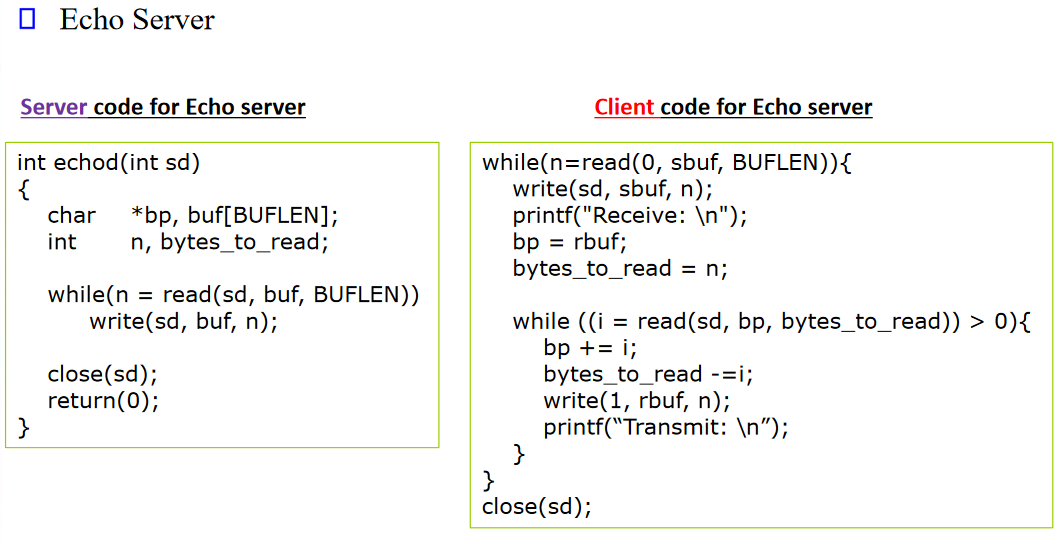 Echo Server
Server code for Echo server
int echod(int sd)
{
char *bp, buf[BUFLEN];
int n, bytes_to_read;
while(n = read(sd, buf, BUFLEN))
write(sd, buf, n);
close(sd);
return(0);
}
Client code for Echo server
while(n=read(0, sbuf, BUFLEN)){
write(sd, sbuf, n);
printf("Receive: \n");
bp = rbuf;
bytes_to_read = n;
while ((i = read(sd, bp, bytes_to_read)) > 0){
bp += i;
bytes_to_read -=i;
write(1, rbuf, n);
printf(“Transmit: \n”);
}
}
close(sd);